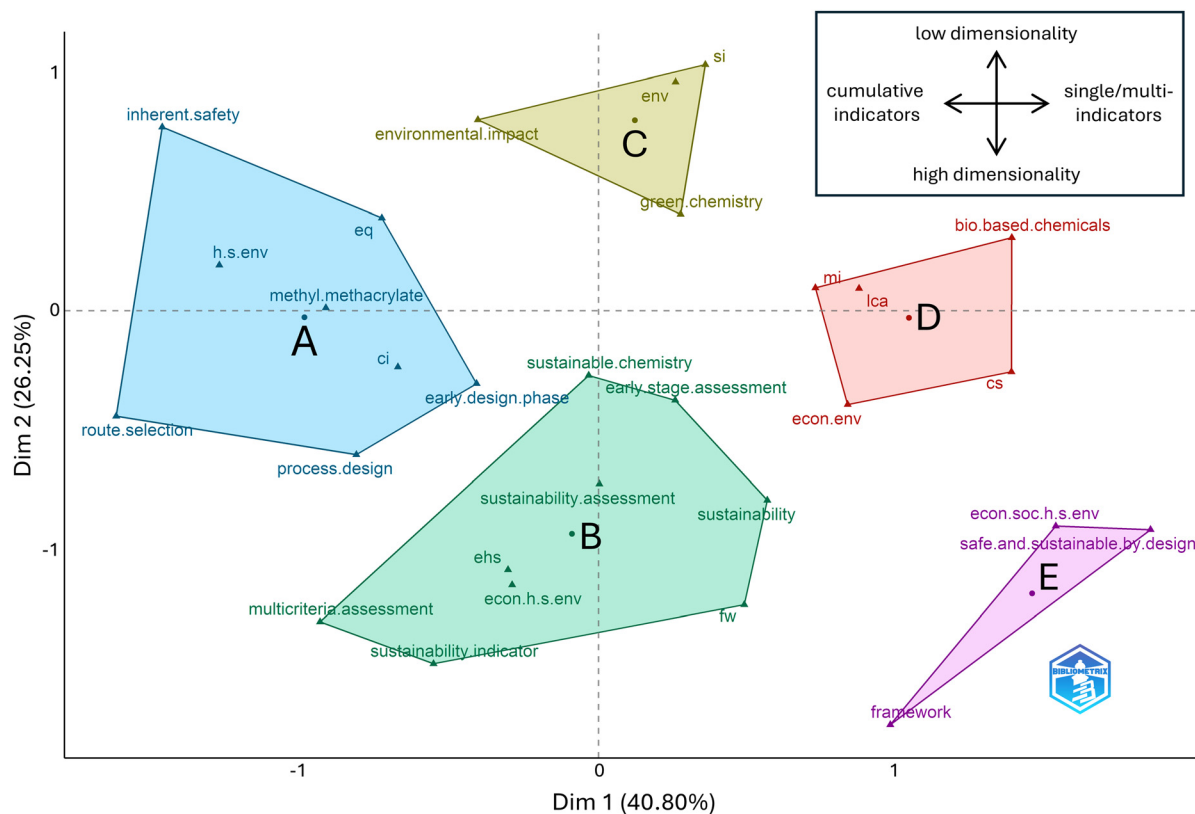 low dimensionality
cumulative indicators
single/multi-indicators
high dimensionality
1
0
-1
Dim 2 (26.25%)
si
env
environmental.impact
C
green.chemistry
inherent.safety
eq
h.s.env
methyl.methacrylate
A
ci
early.design.phase
route.selection
process.design
bio.based.chemicals
mi
lca
D
cs
econ.env
sustainable.chemistry
early.stage.assessment
sustainability.assessment
sustainability
B
ehs
econ.h.s.env
multicriteria.assessment
fw
sustainability.indicator
econ.soc.h.s.env
safe.and.sustainable.by.design
E
framework
BIBLIOMETRIX
-1
0
1
Dim 1 (40.80%)